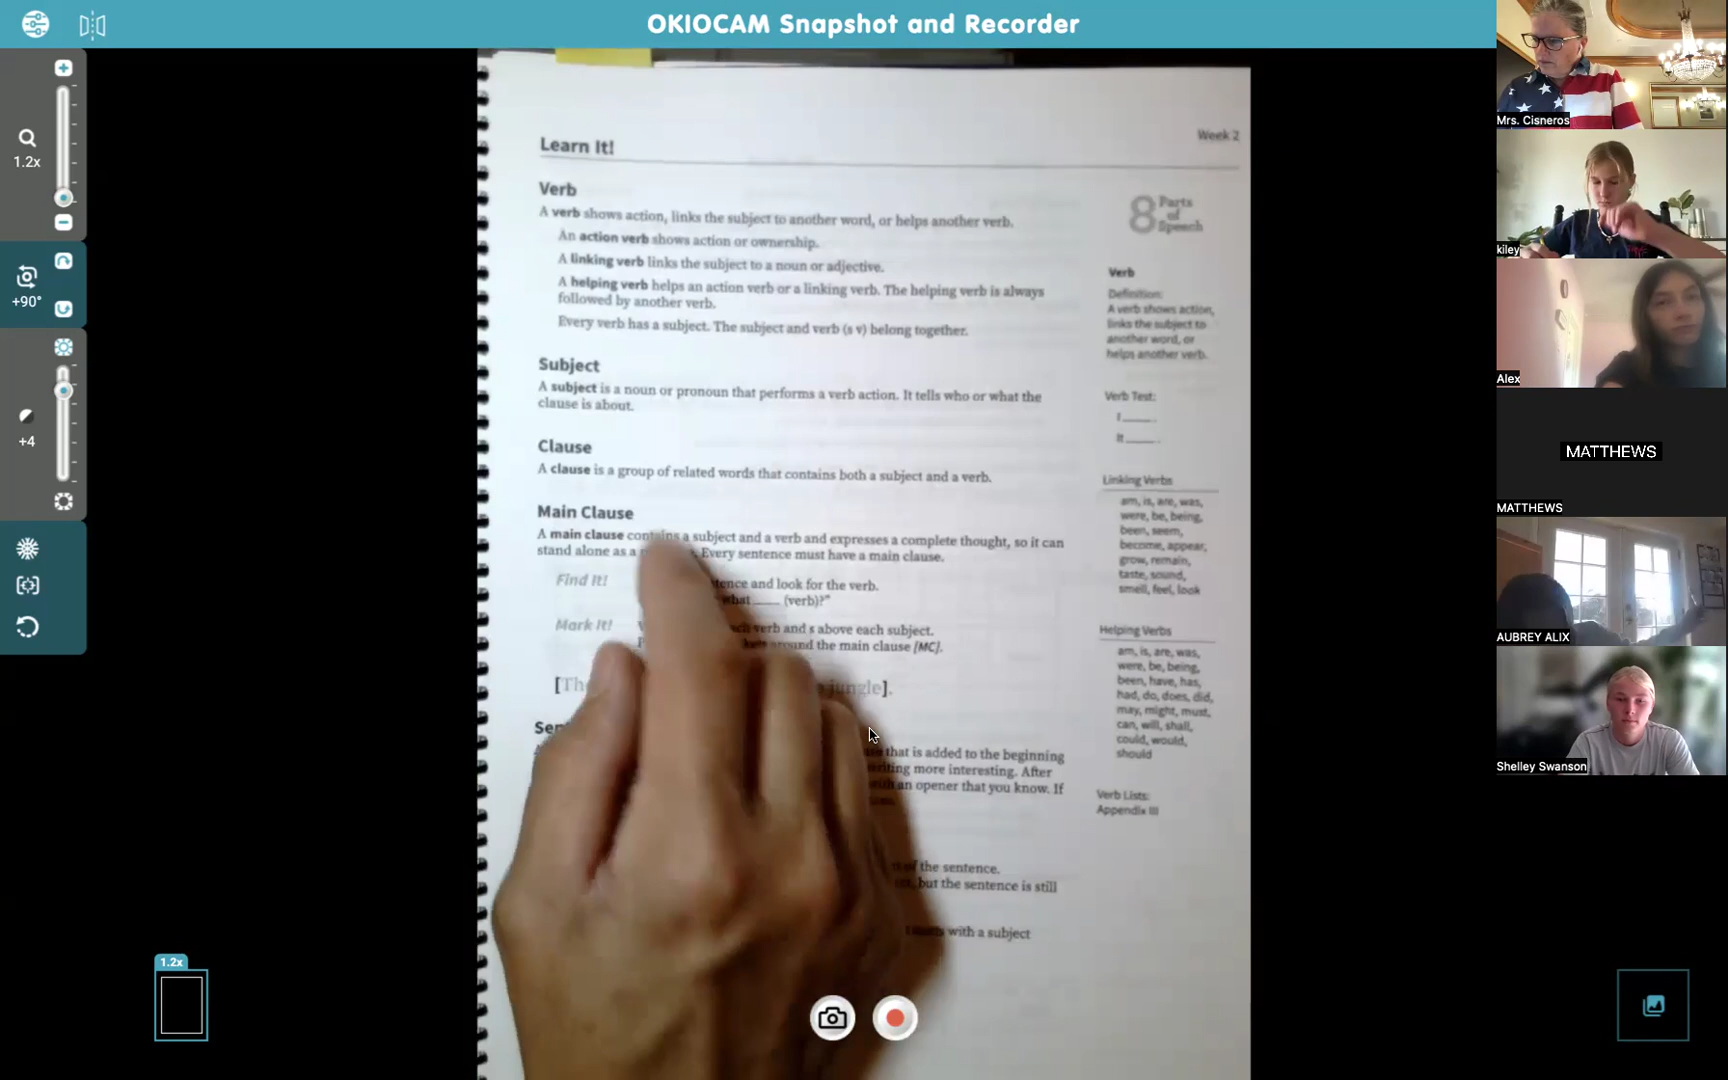 OKIOCAM Snapshot and Recorder
1.2x
+90°
+4
1.2x
Learn It!
Week 2
Verb
A verb shows action, links the subject to another word, or helps another verb.
An action verb shows action or ownership.
A linking verb links the subject to a noun or adjective.
A helping verb helps an action verb or a linking verb. The helping verb is always
followed by another verb.
Every verb has a subject. The subject and verb (s v) belong together.
Subject
A subject is a noun or pronoun that performs a verb action. It tells who or what the
clause is about.
Clause
A clause is a group of related words that contains both a subject and a verb.
Main Clause
A main clause contains a subject and a verb and expresses a complete thought, so it can
stand alone as a Every sentence must have a main clause.
Find It! and look for the verb.
what ____ (verb)?"
Mark It! verb and s above each subject.
around the main clause [MC].
jungle].
that is added to the beginning
more interesting. After
an opener that you know. If
of the sentence.
but the sentence is still
with a subject
8 Parts
of
Speech
Verb
Definition:
A verb shows action,
links the subject to
another word, or
helps another verb.
Verb Test:
I ____.
It ____.
Linking Verbs
am, is, are, was,
were, be, being,
been, seem,
become, appear,
grow, remain,
taste, sound,
smell, feel, look
Helping Verbs
am, is, are, was,
were, be, being,
been, have, has,
had, do, does, did,
may, might, must,
can, will, shall,
could, would,
should
Verb Lists:
Appendix III
Mrs. Cisneros
kiley
Alex
MATTHEWS
MATTHEWS
AUBREY ALIX
Shelley Swanson